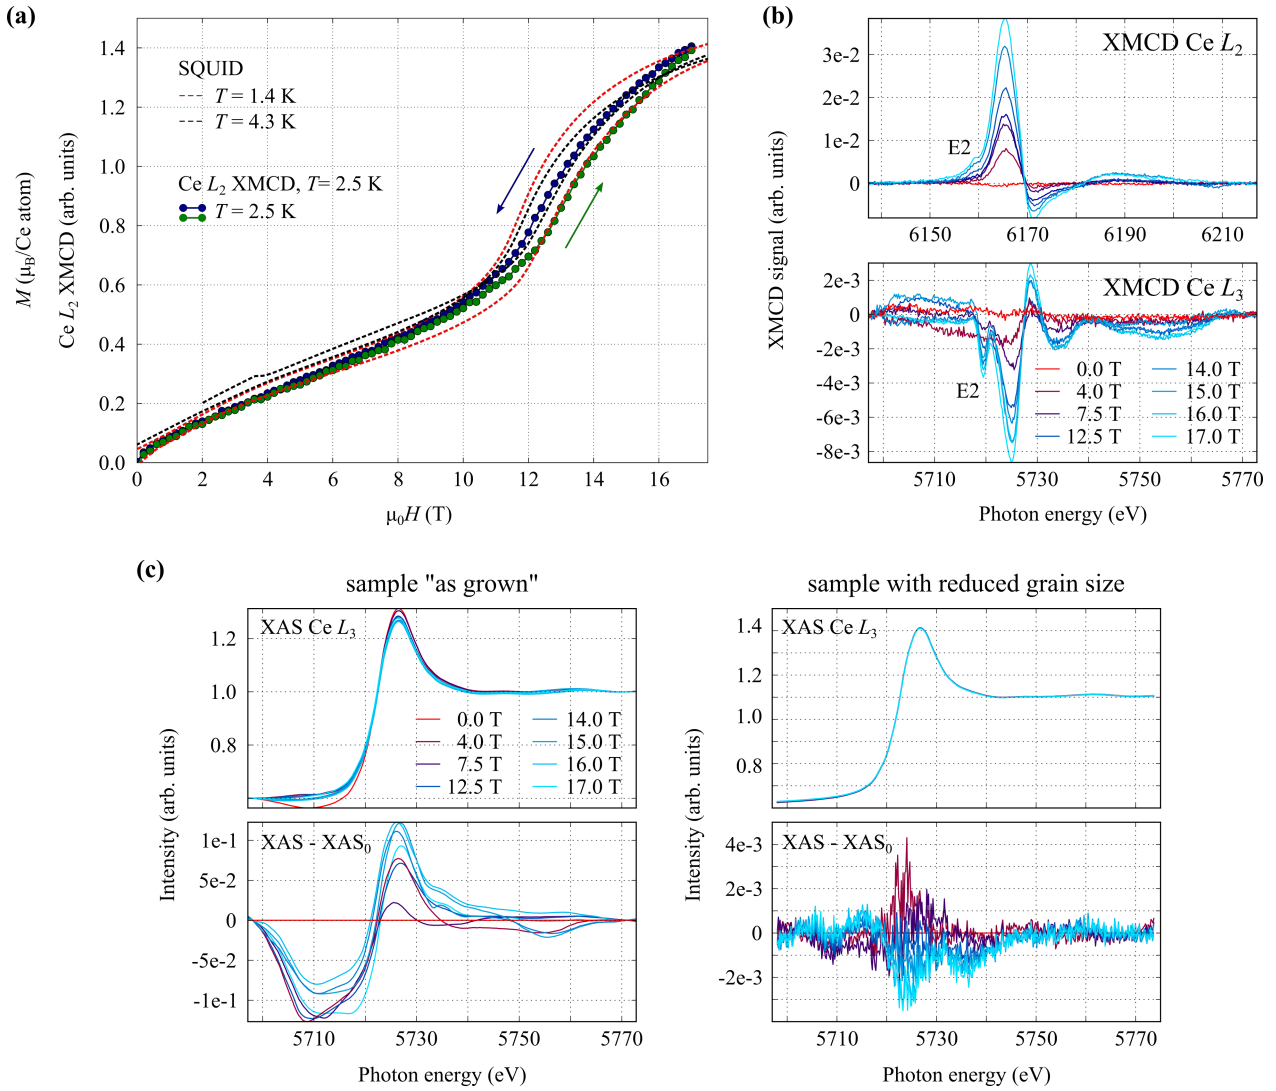 (a)
1.4
1.2
1.0
0.8
0.6
0.4
0.2
0.0
M (μB/Ce atom)
Ce L2 XMCD (arb. units)
SQUID
T = 1.4 K
T = 4.3 K
Ce L2 XMCD, T= 2.5 K
T = 2.5 K
0 2 4 6 8 10 12 14 16
μ0H (T)
(b)
XMCD Ce L2
3e-2
2e-2
1e-2
0
E2
6150 6170 6190 6210
XMCD signal (arb. units)
XMCD Ce L3
2e-3
0
-2e-3
-4e-3
-6e-3
-8e-3
E2
0.0 T 14.0 T
4.0 T 15.0 T
7.5 T 16.0 T
12.5 T 17.0 T
5710 5730 5750 5770
Photon energy (eV)
(c)
sample "as grown"
XAS Ce L3
1.2
1.0
0.8
0.0 T 14.0 T
4.0 T 15.0 T
7.5 T 16.0 T
12.5 T 17.0 T
Intensity (arb. units)
XAS - XAS0
1e-1
5e-2
0
-5e-2
-1e-1
5710 5730 5750 5770
Photon energy (eV)
sample with reduced grain size
XAS Ce L3
1.4
1.2
1.0
0.8
Intensity (arb. units)
XAS - XAS0
4e-3
2e-3
0
-2e-3
5710 5730 5750 5770
Photon energy (eV)